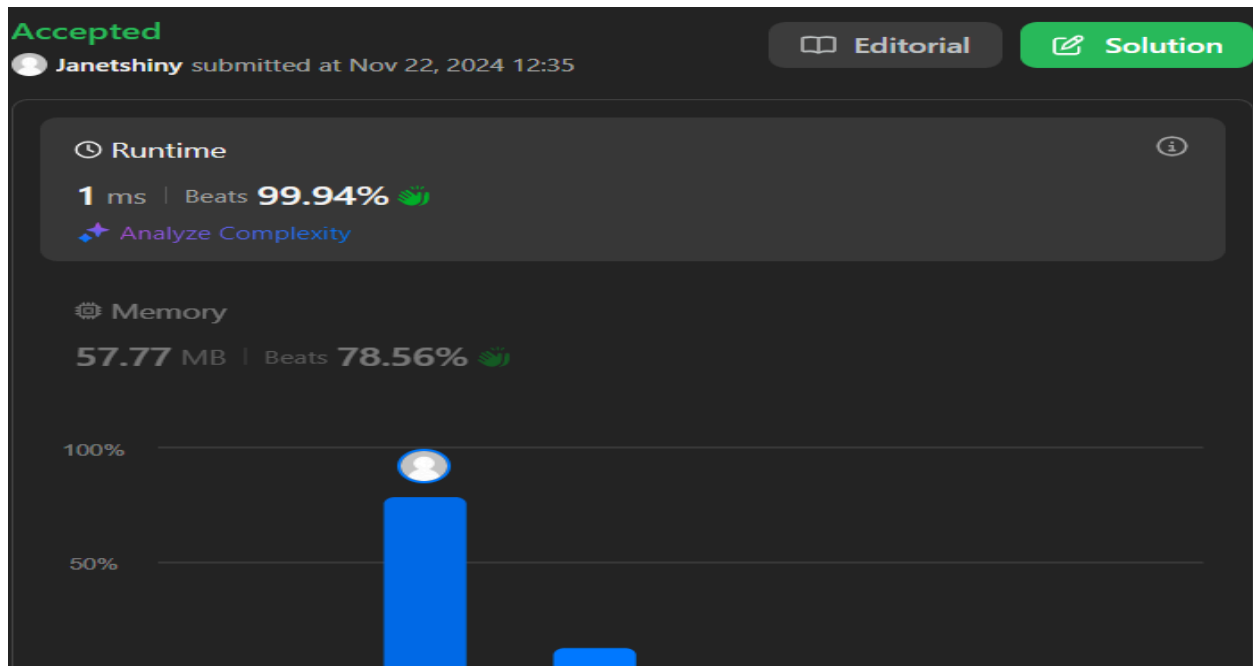 Accepted
Editorial
Solution
Janetshiny submitted at Nov 22, 2024 12:35
Runtime
1 ms | Beats 99.94%
Analyze Complexity
Memory
57.77 MB | Beats 78.56%
100%
50%